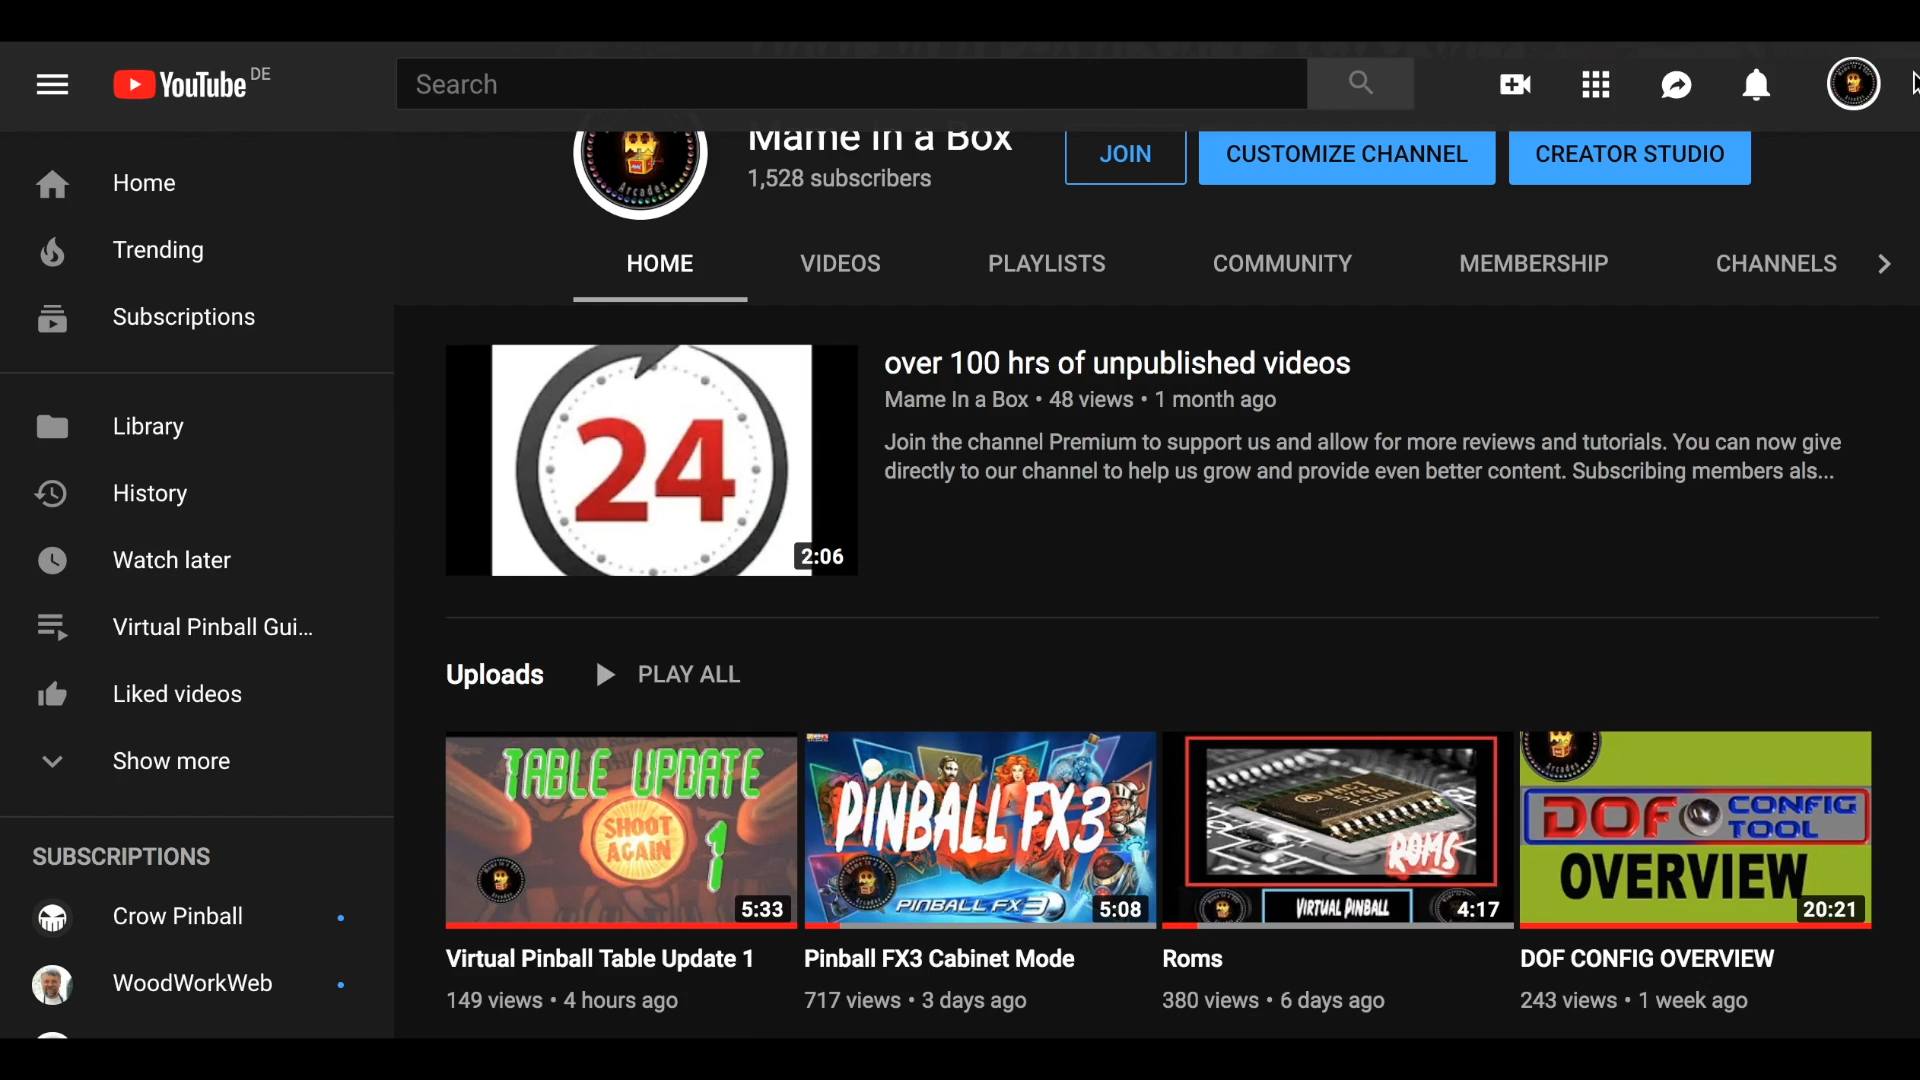 YouTube DE
Search
Mame In a Box
1,528 subscribers
JOIN
CUSTOMIZE CHANNEL
CREATOR STUDIO
HOME
VIDEOS
PLAYLISTS
COMMUNITY
MEMBERSHIP
CHANNELS
Home
Trending
Subscriptions
Library
History
Watch later
Virtual Pinball Gui...
Liked videos
Show more
SUBSCRIPTIONS
Crow Pinball
WoodWorkWeb
Arcades
24
2:06
over 100 hrs of unpublished videos
Mame In a Box • 48 views • 1 month ago
Join the channel Premium to support us and allow for more reviews and tutorials. You can now give
directly to our channel to help us grow and provide even better content. Subscribing members als...
Uploads
PLAY ALL
TABLE UPDATE
SHOOT
AGAIN
1
5:33
Virtual Pinball Table Update 1
149 views • 4 hours ago
PINBALL FX3
PINBALL FX3
5:08
Pinball FX3 Cabinet Mode
717 views • 3 days ago
ROMS
VIRTUAL PINBALL
4:17
Roms
380 views • 6 days ago
DOF CONFIG
TOOL
OVERVIEW
20:21
DOF CONFIG OVERVIEW
243 views • 1 week ago